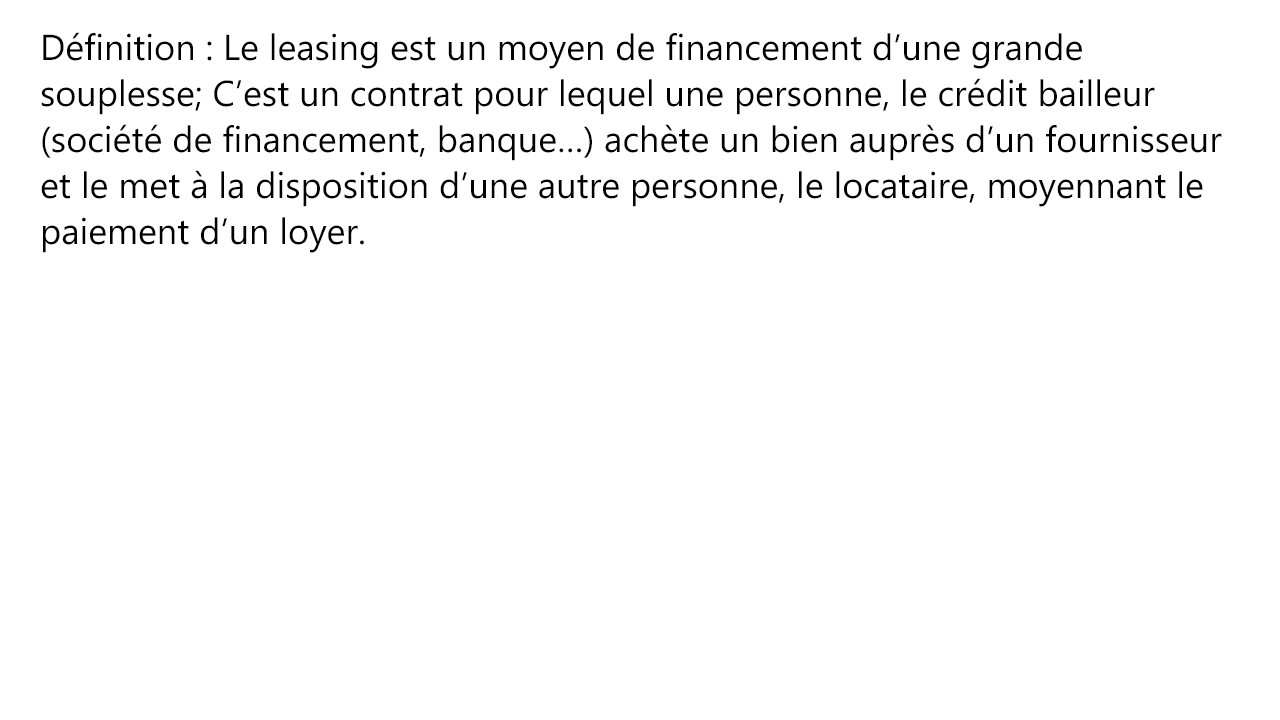 Définition : Le leasing est un moyen de financement d’une grande
souplesse; C’est un contrat pour lequel une personne, le crédit bailleur
(société de financement, banque…) achète un bien auprès d’un fournisseur
et le met à la disposition d’une autre personne, le locataire, moyennant le
paiement d’un loyer.